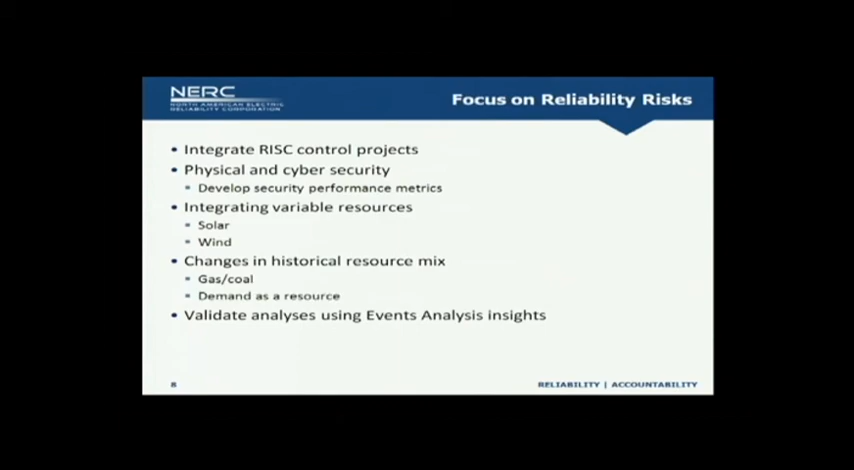 NERC
NORTH AMERICAN ELECTRIC
RELIABILITY CORPORATION
Focus on Reliability Risks
• Integrate RISC control projects
• Physical and cyber security
▪ Develop security performance metrics
• Integrating variable resources
▪ Solar
▪ Wind
• Changes in historical resource mix
▪ Gas/coal
▪ Demand as a resource
• Validate analyses using Events Analysis insights
8
RELIABILITY | ACCOUNTABILITY